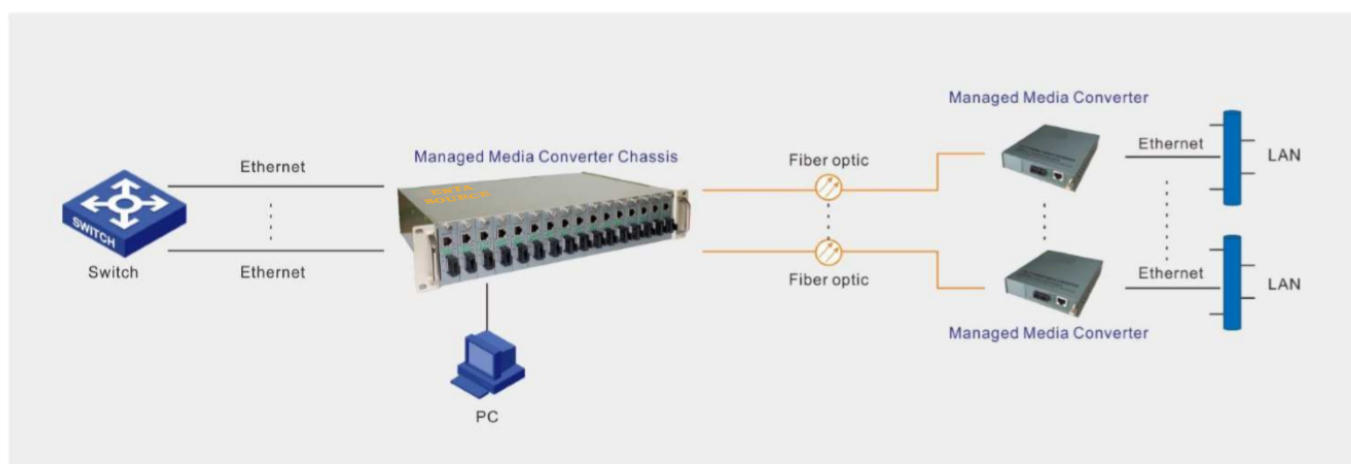 Managed Media Converter
Ethernet
LAN
Ethernet
Managed Media Converter Chassis
Fiber optic
SWITCH
Switch
Ethernet
Fiber optic
Ethernet
LAN
Managed Media Converter
PC